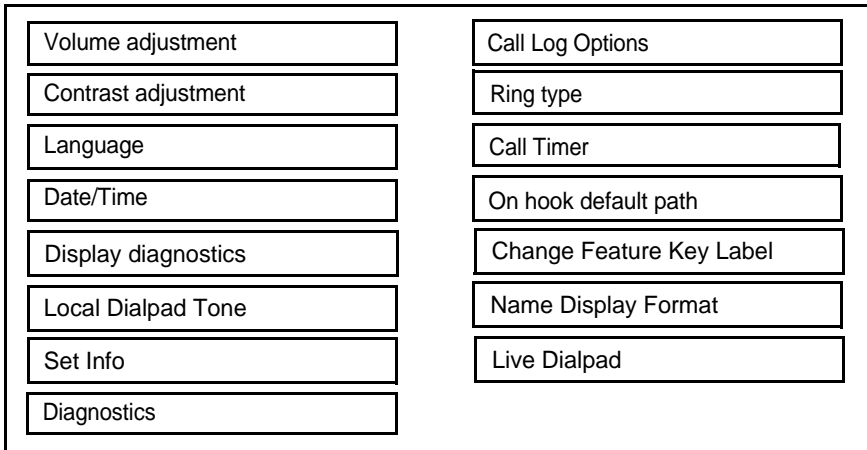 Volume adjustment
Contrast adjustment
Language
Date/Time
Display diagnostics
Local Dialpad Tone
Set Info
Diagnostics
Call Log Options
Ring type
Call Timer
On hook default path
Change Feature Key Label
Name Display Format
Live Dialpad